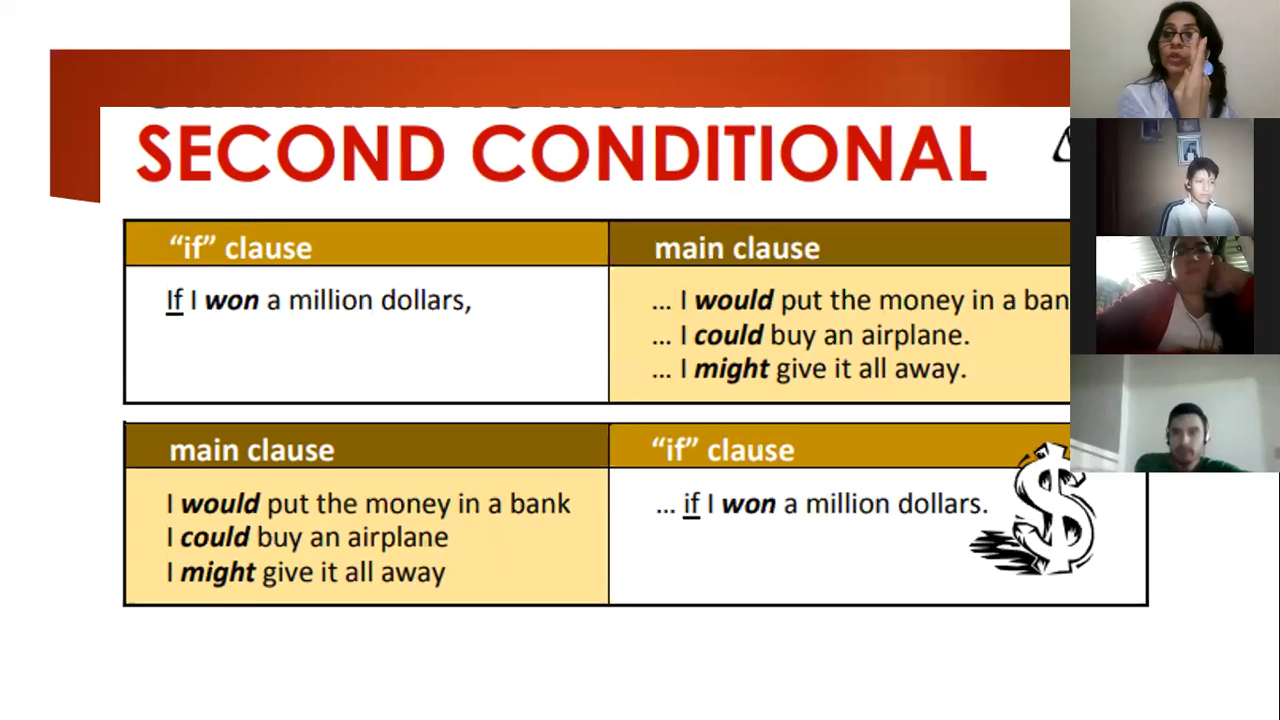 SECOND CONDITIONAL
“if” clause
main clause
If I won a million dollars,
... I would put the money in a ban
... I could buy an airplane.
... I might give it all away.
main clause
“if” clause
I would put the money in a bank
I could buy an airplane
I might give it all away
... if I won a million dollars.